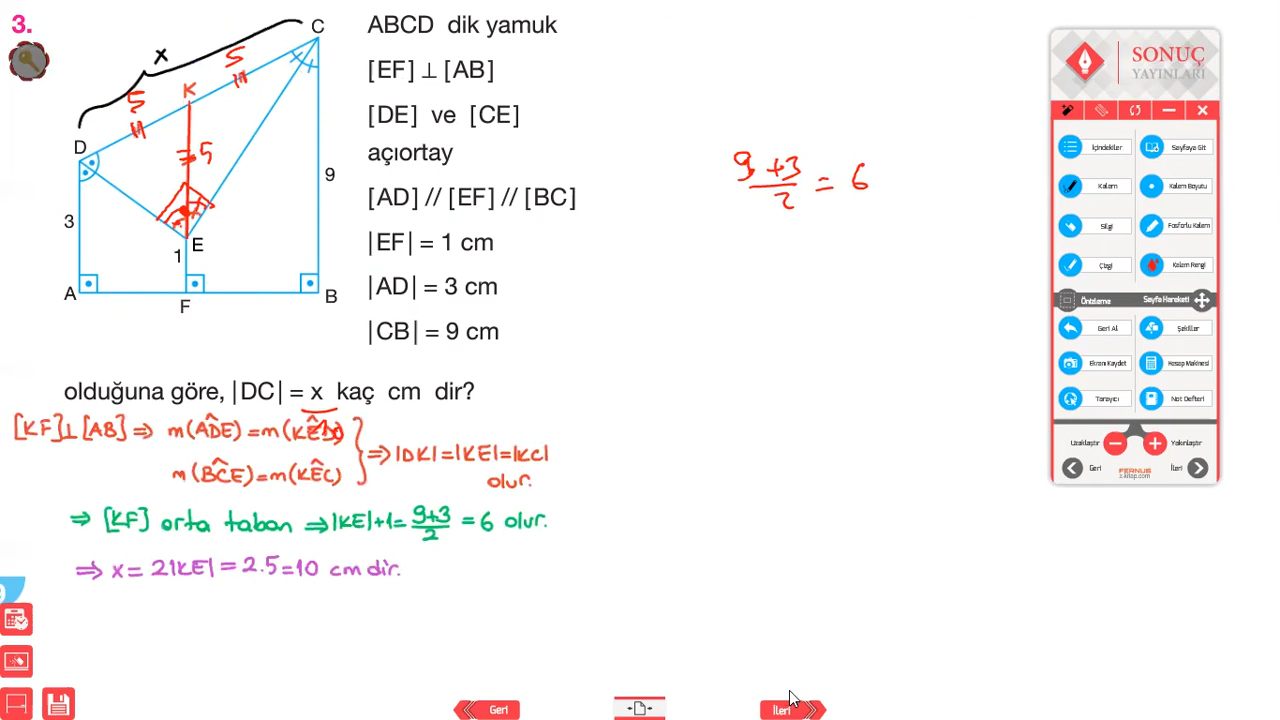 3.
C
x
5
5
K
D
5
9
3
E
1
A
F
B
ABCD dik yamuk
[EF] ⊥ [AB]
[DE] ve [CE]
açıortay
[AD] // [EF] // [BC]
|EF| = 1 cm
|AD| = 3 cm
|CB| = 9 cm
olduğuna göre, |DC| = x kaç cm dir?
[KF]⊥[AB] ⇒ m(ADE) = m(KED)
m(BCE) = m(KEC)
⇒ |DK|=|KE|=|KC|
olur.
⇒ [KF] orta taban ⇒ |KE|+1 = 9+3/2 = 6 olur.
⇒ x = 2|KE| = 2.5 = 10 cm dir.
9+3/2 = 6
SONUÇ
YAYINLARI
İçindekiler
Sayfaya Git
Kalem
Kalem Boyutu
Silgi
Fosforlu Kalem
Çizgi
Kalem Rengi
Önizleme
Sayfa Hareketi
Geri Al
Şekiller
Ekranı Kaydet
Hesap Makinesi
Tarayıcı
Not Defteri
Uzaklaştır
Yakınlaştır
Geri
FERNUS
İleri
9
Geri
İleri